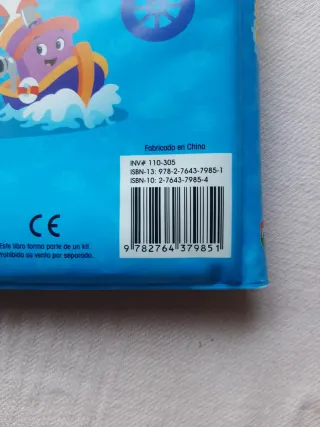 Fabricado en China
INV# 110-305
ISBN-13: 978-2-7643-7985-1
ISBN-10: 2-7643-7985-4
9 782764 379851
CE
Este libro forma parte de un kit.
Prohibida su venta por separado.